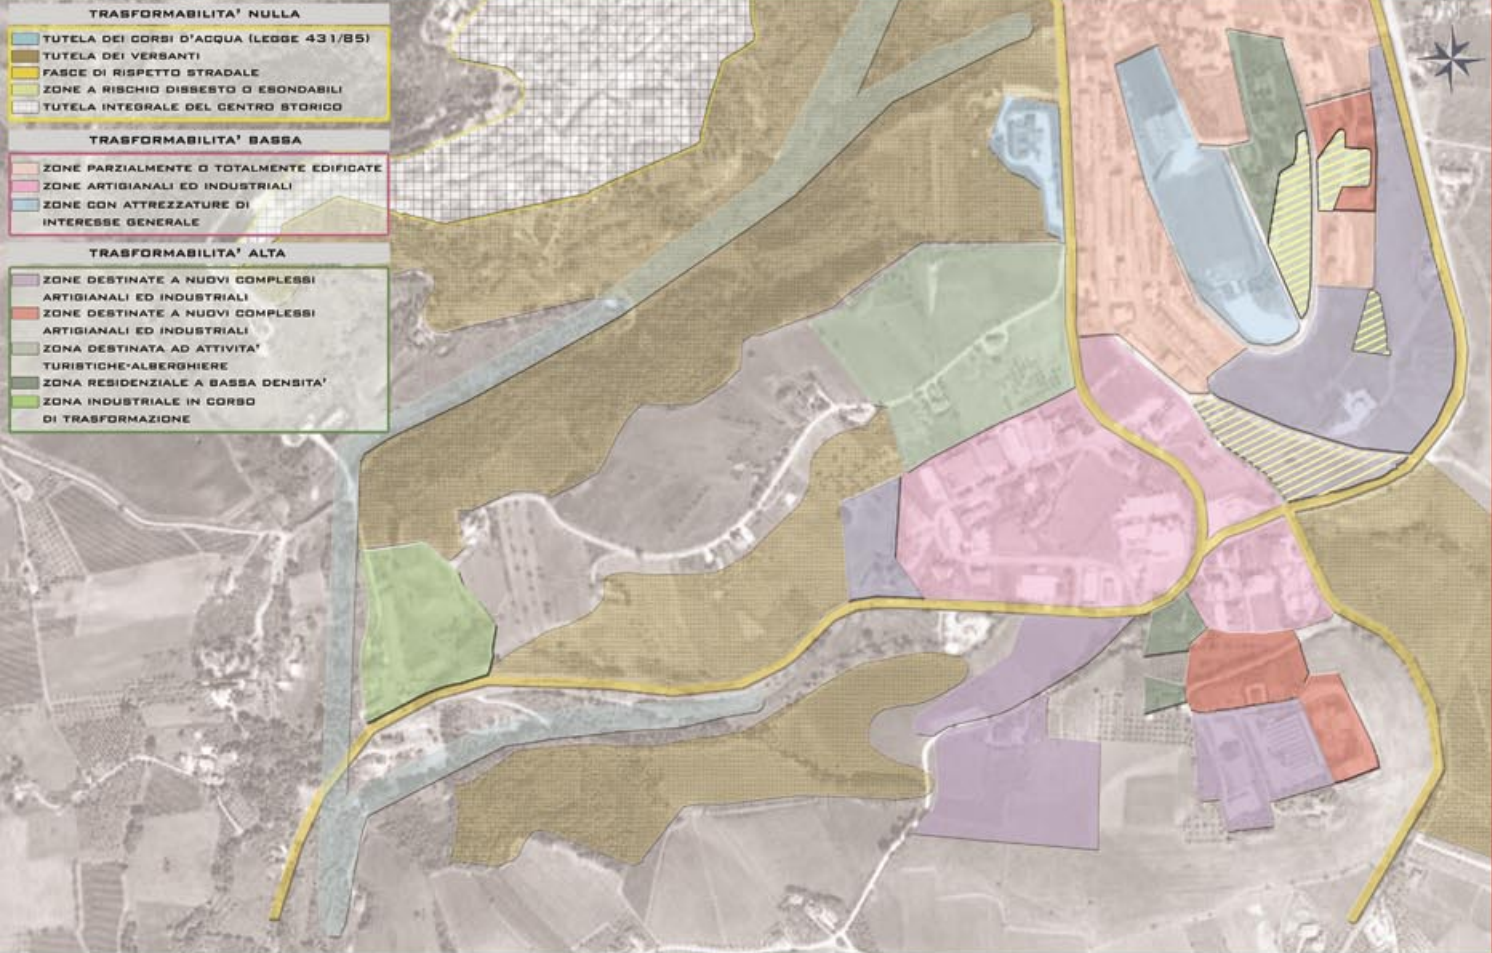 TRASFORMABILITA' NULLA
TUTELA DEI CORSI D'ACQUA (LEGGE 431/85)
TUTELA DEI VERSANTI
FASCE DI RISPETTO STRADALE
ZONE A RISCHIO DISSESTO O ESONDABILI
TUTELA INTEGRALE DEL CENTRO STORICO
TRASFORMABILITA' BASSA
ZONE PARZIALMENTE O TOTALMENTE EDIFICATE
ZONE ARTIGIANALI ED INDUSTRIALI
ZONE CON ATTREZZATURE DI
INTERESSE GENERALE
TRASFORMABILITA' ALTA
ZONE DESTINATE A NUOVI COMPLESSI
ARTIGIANALI ED INDUSTRIALI
ZONE DESTINATE A NUOVI COMPLESSI
ARTIGIANALI ED INDUSTRIALI
ZONA DESTINATA AD ATTIVITA'
TURISTICHE-ALBERGHIERE
ZONA RESIDENZIALE A BASSA DENSITA'
ZONA INDUSTRIALE IN CORSO
DI TRASFORMAZIONE